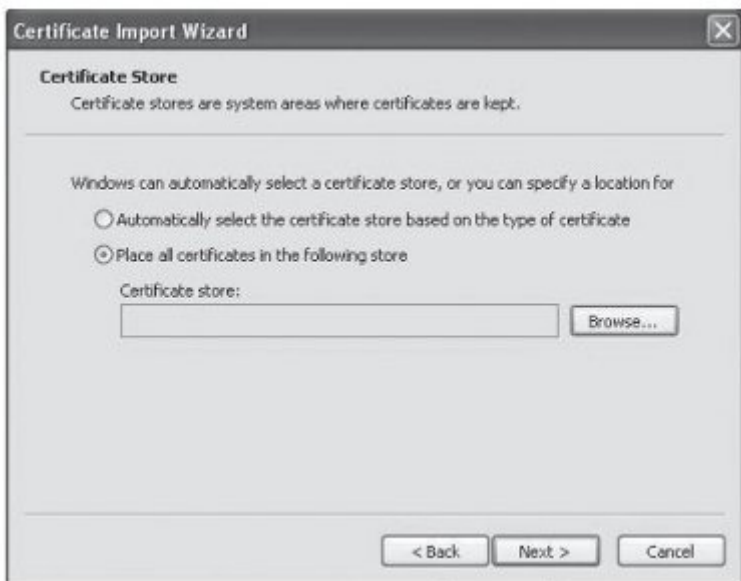 Certificate Import Wizard
Certificate Store
Certificate stores are system areas where certificates are kept.
Windows can automatically select a certificate store, or you can specify a location for
Automatically select the certificate store based on the type of certificate
Place all certificates in the following store
Certificate store:
Browse...
< Back Next > Cancel